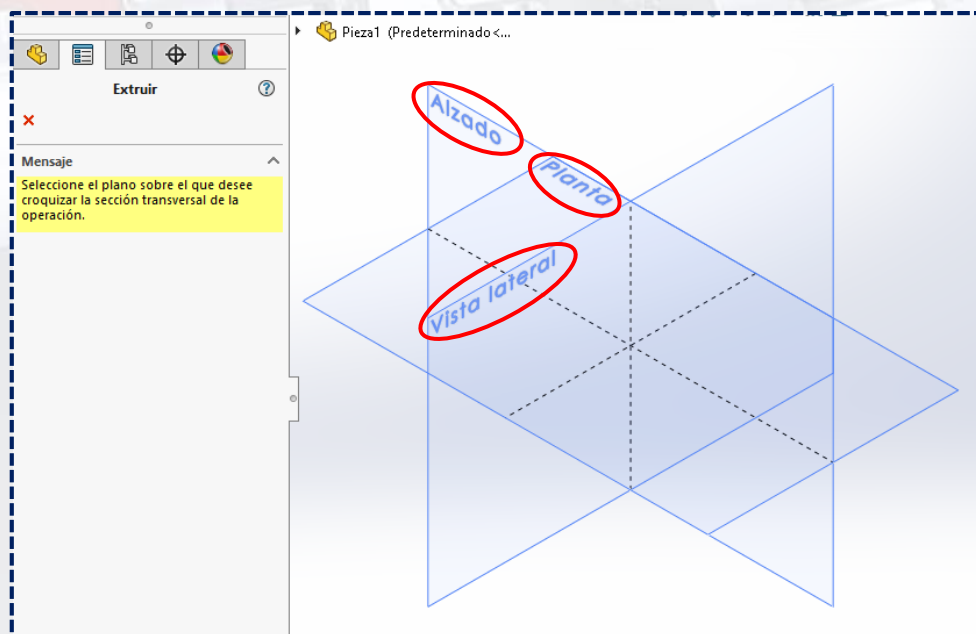 Pieza1 (Predeterminado<...
Extruir
Mensaje
Seleccione el plano sobre el que desee
croquizar la sección transversal de la
operación.
Alzado
Planta
Vista lateral